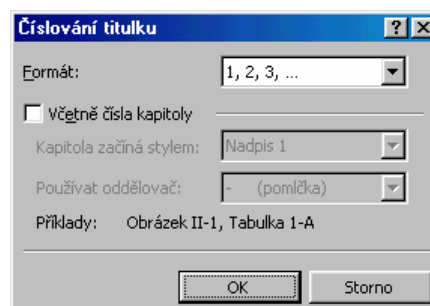 Číslování titulku
Formát: 1, 2, 3, ...
Včetně čísla kapitoly
Kapitola začíná stylem: Nadpis 1
Používat oddělovač: - (pomlčka)
Příklady: Obrázek II-1, Tabulka 1-A
OK Storno